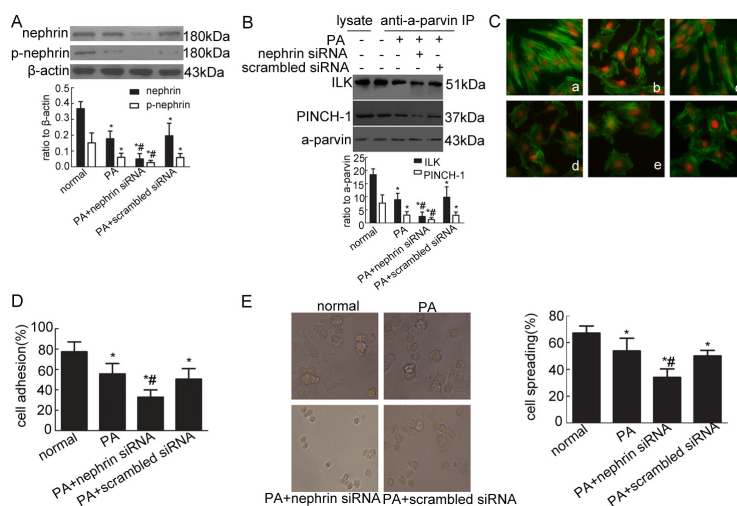 A
nephrin 180kDa
p-nephrin 180kDa
β-actin 43kDa
ratio to β-actin
0.5
0.4
0.3
0.2
0.1
0.0
nephrin
p-nephrin
* * *# *# * *
normal
PA
PA+nephrin siRNA
PA+scrambled siRNA
B
lysate anti-a-parvin IP
PA - - + + +
nephrin siRNA - - - + -
scrambled siRNA - - - - +
ILK 51kDa
PINCH-1 37kDa
a-parvin 43kDa
ratio to a-parvin
25
20
15
10
5
0
ILK
PINCH-1
* * *# *# * *
normal
PA
PA+nephrin siRNA
PA+scrambled siRNA
C
a b
d e
D
cell adhesion(%)
100
80
60
40
20
0
* *# *
normal
PA
PA+nephrin siRNA
PA+scrambled siRNA
E
normal PA
PA+nephrin siRNA PA+scrambled siRNA
cell spreading(%)
80
60
40
20
0
* *# *
normal
PA
PA+nephrin siRNA
PA+scrambled siRNA